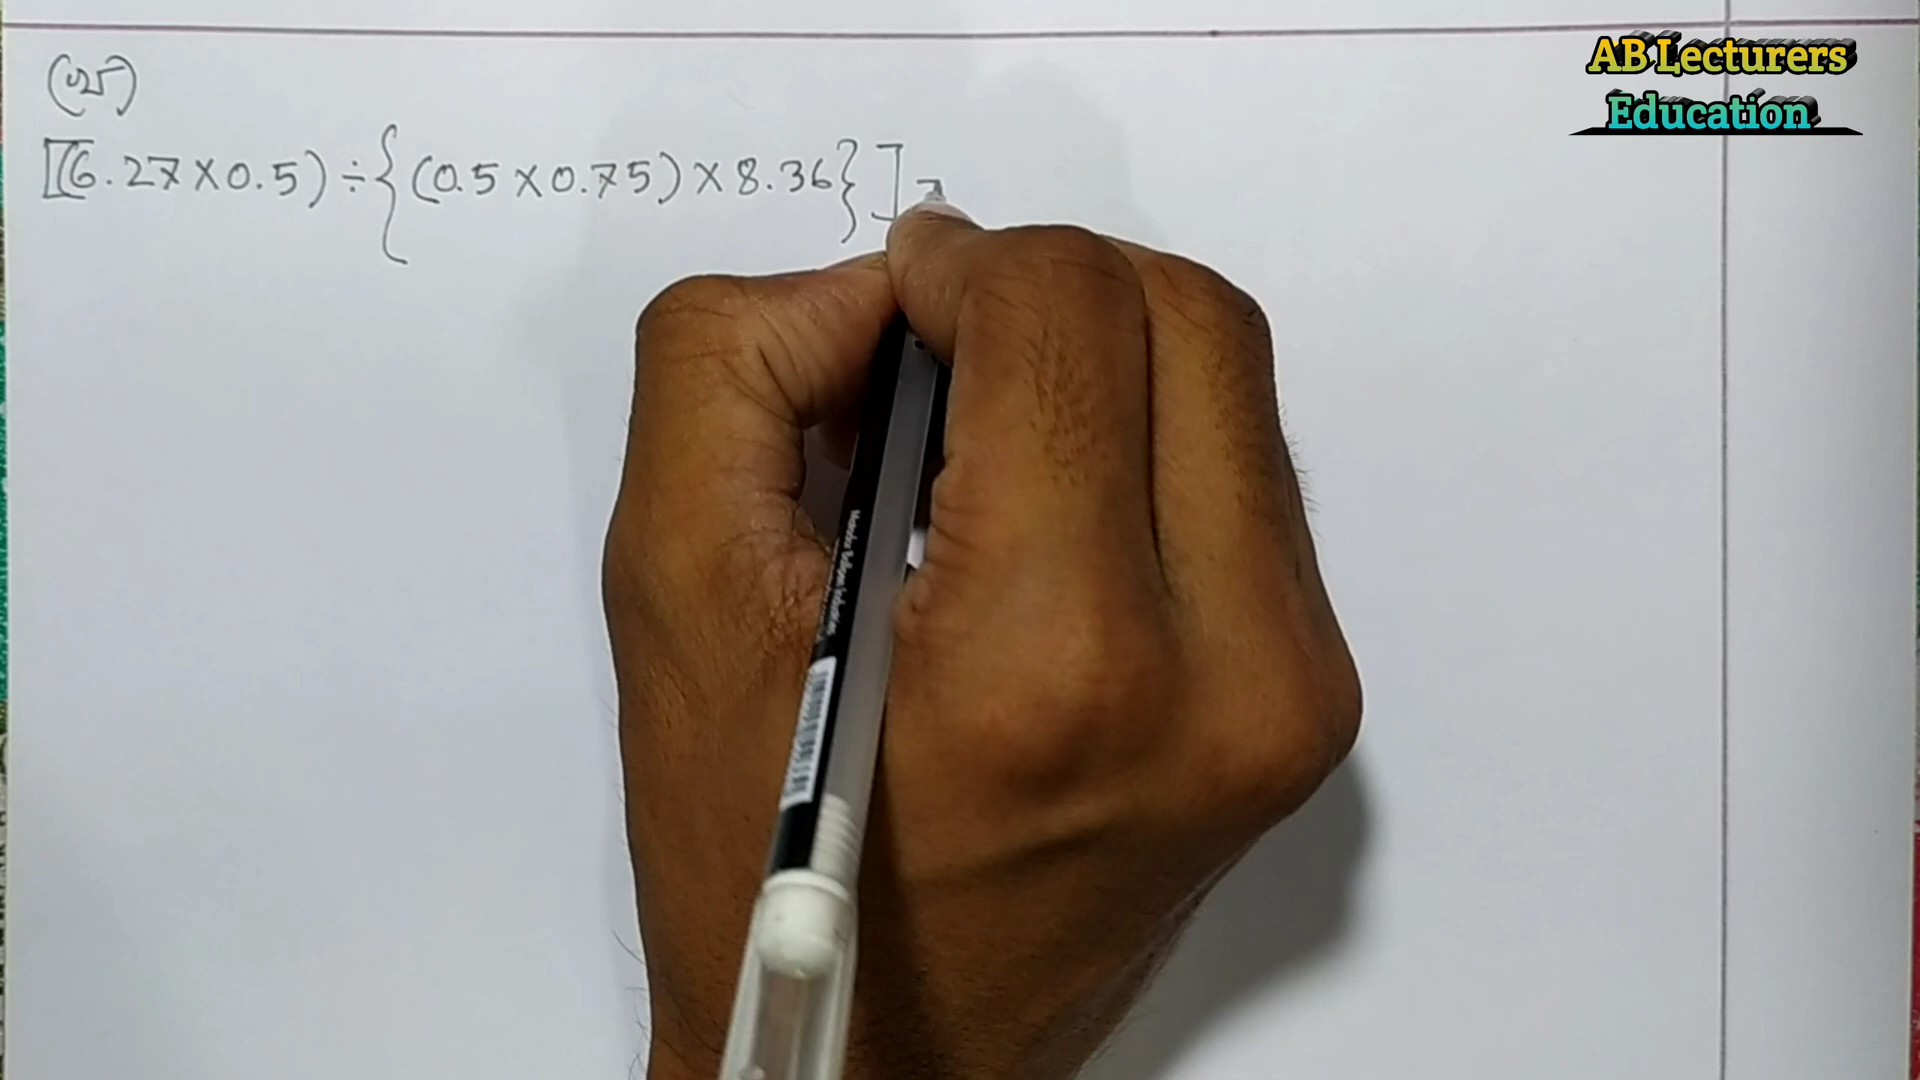 AB Lecturers
Education
(খ)
[(6.27×0.5)÷{(0.5×0.75)×8.36}]